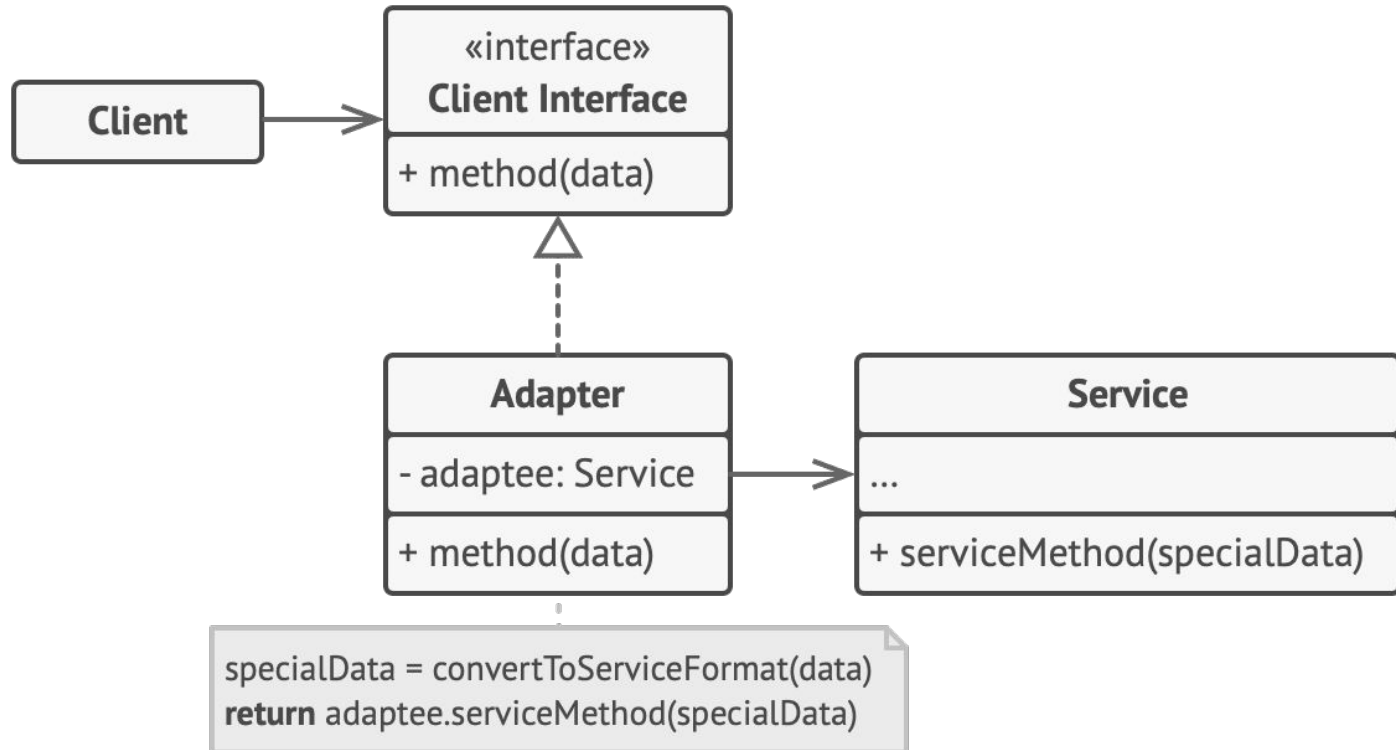 «interface»
Client Interface
Client
+ method(data)
Adapter
- adaptee: Service
+ method(data)
Service
...
+ serviceMethod(specialData)
specialData = convertToServiceFormat(data)
return adaptee.serviceMethod(specialData)